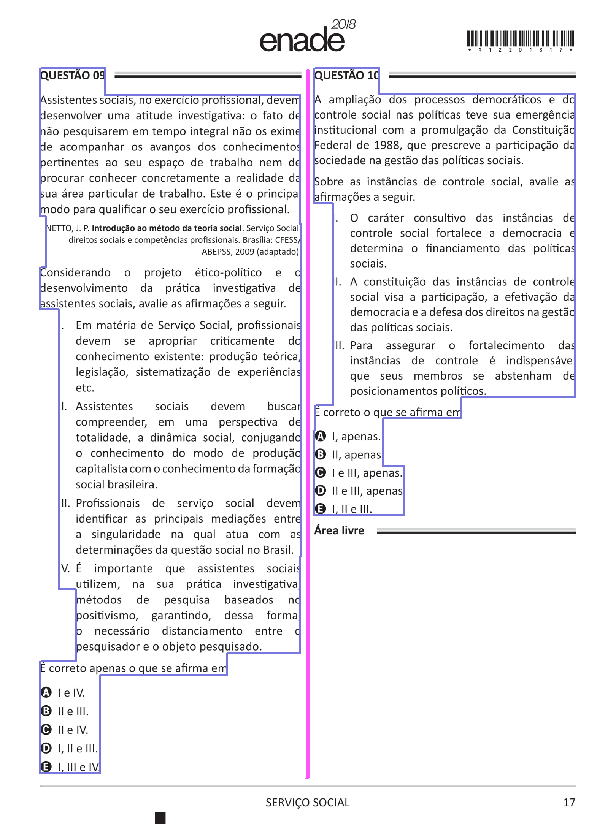 enade 2018
*R1220181 7*
QUESTÃO 09
Assistentes sociais, no exercício profissional, devem
desenvolver uma atitude investigativa: o fato de
não pesquisarem em tempo integral não os exime
de acompanhar os avanços dos conhecimentos
pertinentes ao seu espaço de trabalho nem de
procurar conhecer concretamente a realidade da
sua área particular de trabalho. Este é o principal
modo para qualificar o seu exercício profissional.
NETTO, J. P. Introdução ao método da teoria social. Serviço Social
direitos sociais e competências profissionais. Brasília: CFESS/
ABEPSS, 2009 (adaptado)
Considerando o projeto ético-político e o
desenvolvimento da prática investigativa de
assistentes sociais, avalie as afirmações a seguir.
I. Em matéria de Serviço Social, profissionais
devem se apropriar criticamente do
conhecimento existente: produção teórica,
legislação, sistematização de experiências
etc.
II. Assistentes sociais devem buscar
compreender, em uma perspectiva de
totalidade, a dinâmica social, conjugando
o conhecimento do modo de produção
capitalista com o conhecimento da formação
social brasileira.
III. Profissionais de serviço social devem
identificar as principais mediações entre
a singularidade na qual atua com as
determinações da questão social no Brasil.
IV. É importante que assistentes sociais
utilizem, na sua prática investigativa,
métodos de pesquisa baseados no
positivismo, garantindo, dessa forma,
o necessário distanciamento entre o
pesquisador e o objeto pesquisado.
É correto apenas o que se afirma em
A I e IV.
B II e III.
C II e IV.
D I, II e III.
E I, III e IV.
QUESTÃO 10
A ampliação dos processos democráticos e do
controle social nas políticas teve sua emergência
institucional com a promulgação da Constituição
Federal de 1988, que prescreve a participação da
sociedade na gestão das políticas sociais.
Sobre as instâncias de controle social, avalie as
afirmações a seguir.
I. O caráter consultivo das instâncias de
controle social fortalece a democracia e
determina o financiamento das políticas
sociais.
II. A constituição das instâncias de controle
social visa a participação, a efetivação da
democracia e a defesa dos direitos na gestão
das políticas sociais.
III. Para assegurar o fortalecimento das
instâncias de controle é indispensável
que seus membros se abstenham de
posicionamentos políticos.
É correto o que se afirma em
A I, apenas.
B II, apenas
C I e III, apenas.
D II e III, apenas
E I, II e III.
Área livre
SERVIÇO SOCIAL
17